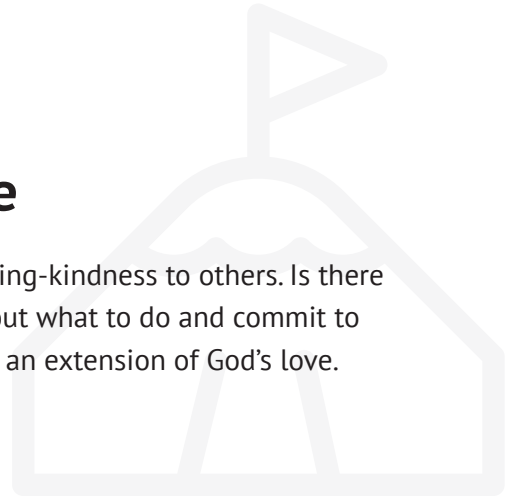 e
ing-kindness to others. Is there
out what to do and commit to
an extension of God’s love.